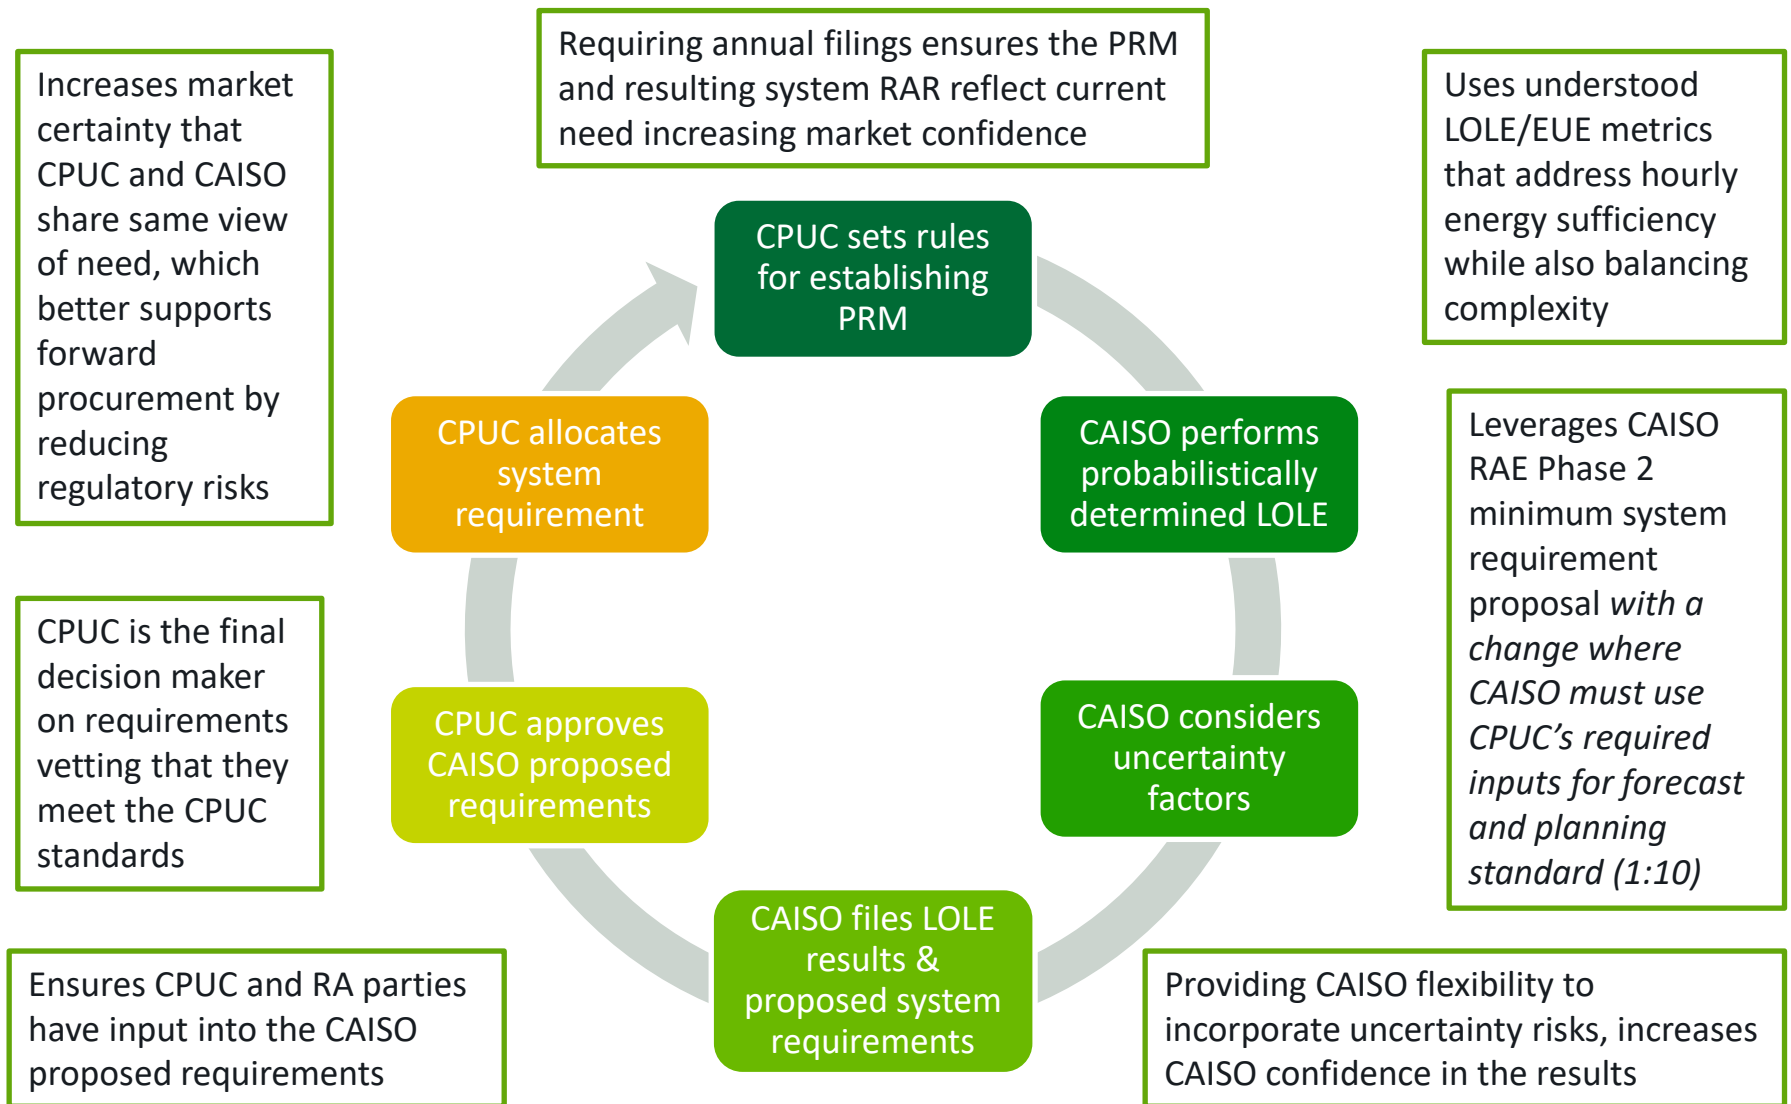 Requiring annual filings ensures the PRM
and resulting system RAR reflect current
need increasing market confidence
Increases market
certainty that
CPUC and CAISO
share same view
of need, which
better supports
forward
procurement by
reducing
regulatory risks
Uses understood
LOLE/EUE metrics
that address hourly
energy sufficiency
while also balancing
complexity
CPUC sets rules
for establishing
PRM
CPUC allocates
system
requirement
CAISO performs
probabilistically
determined LOLE
Leverages CAISO
RAE Phase 2
minimum system
requirement
proposal with a
change where
CAISO must use
CPUC’s required
inputs for forecast
and planning
standard (1:10)
CPUC is the final
decision maker
on requirements
vetting that they
meet the CPUC
standards
CPUC approves
CAISO proposed
requirements
CAISO considers
uncertainty
factors
CAISO files LOLE
results &
proposed system
requirements
Ensures CPUC and RA parties
have input into the CAISO
proposed requirements
Providing CAISO flexibility to
incorporate uncertainty risks, increases
CAISO confidence in the results